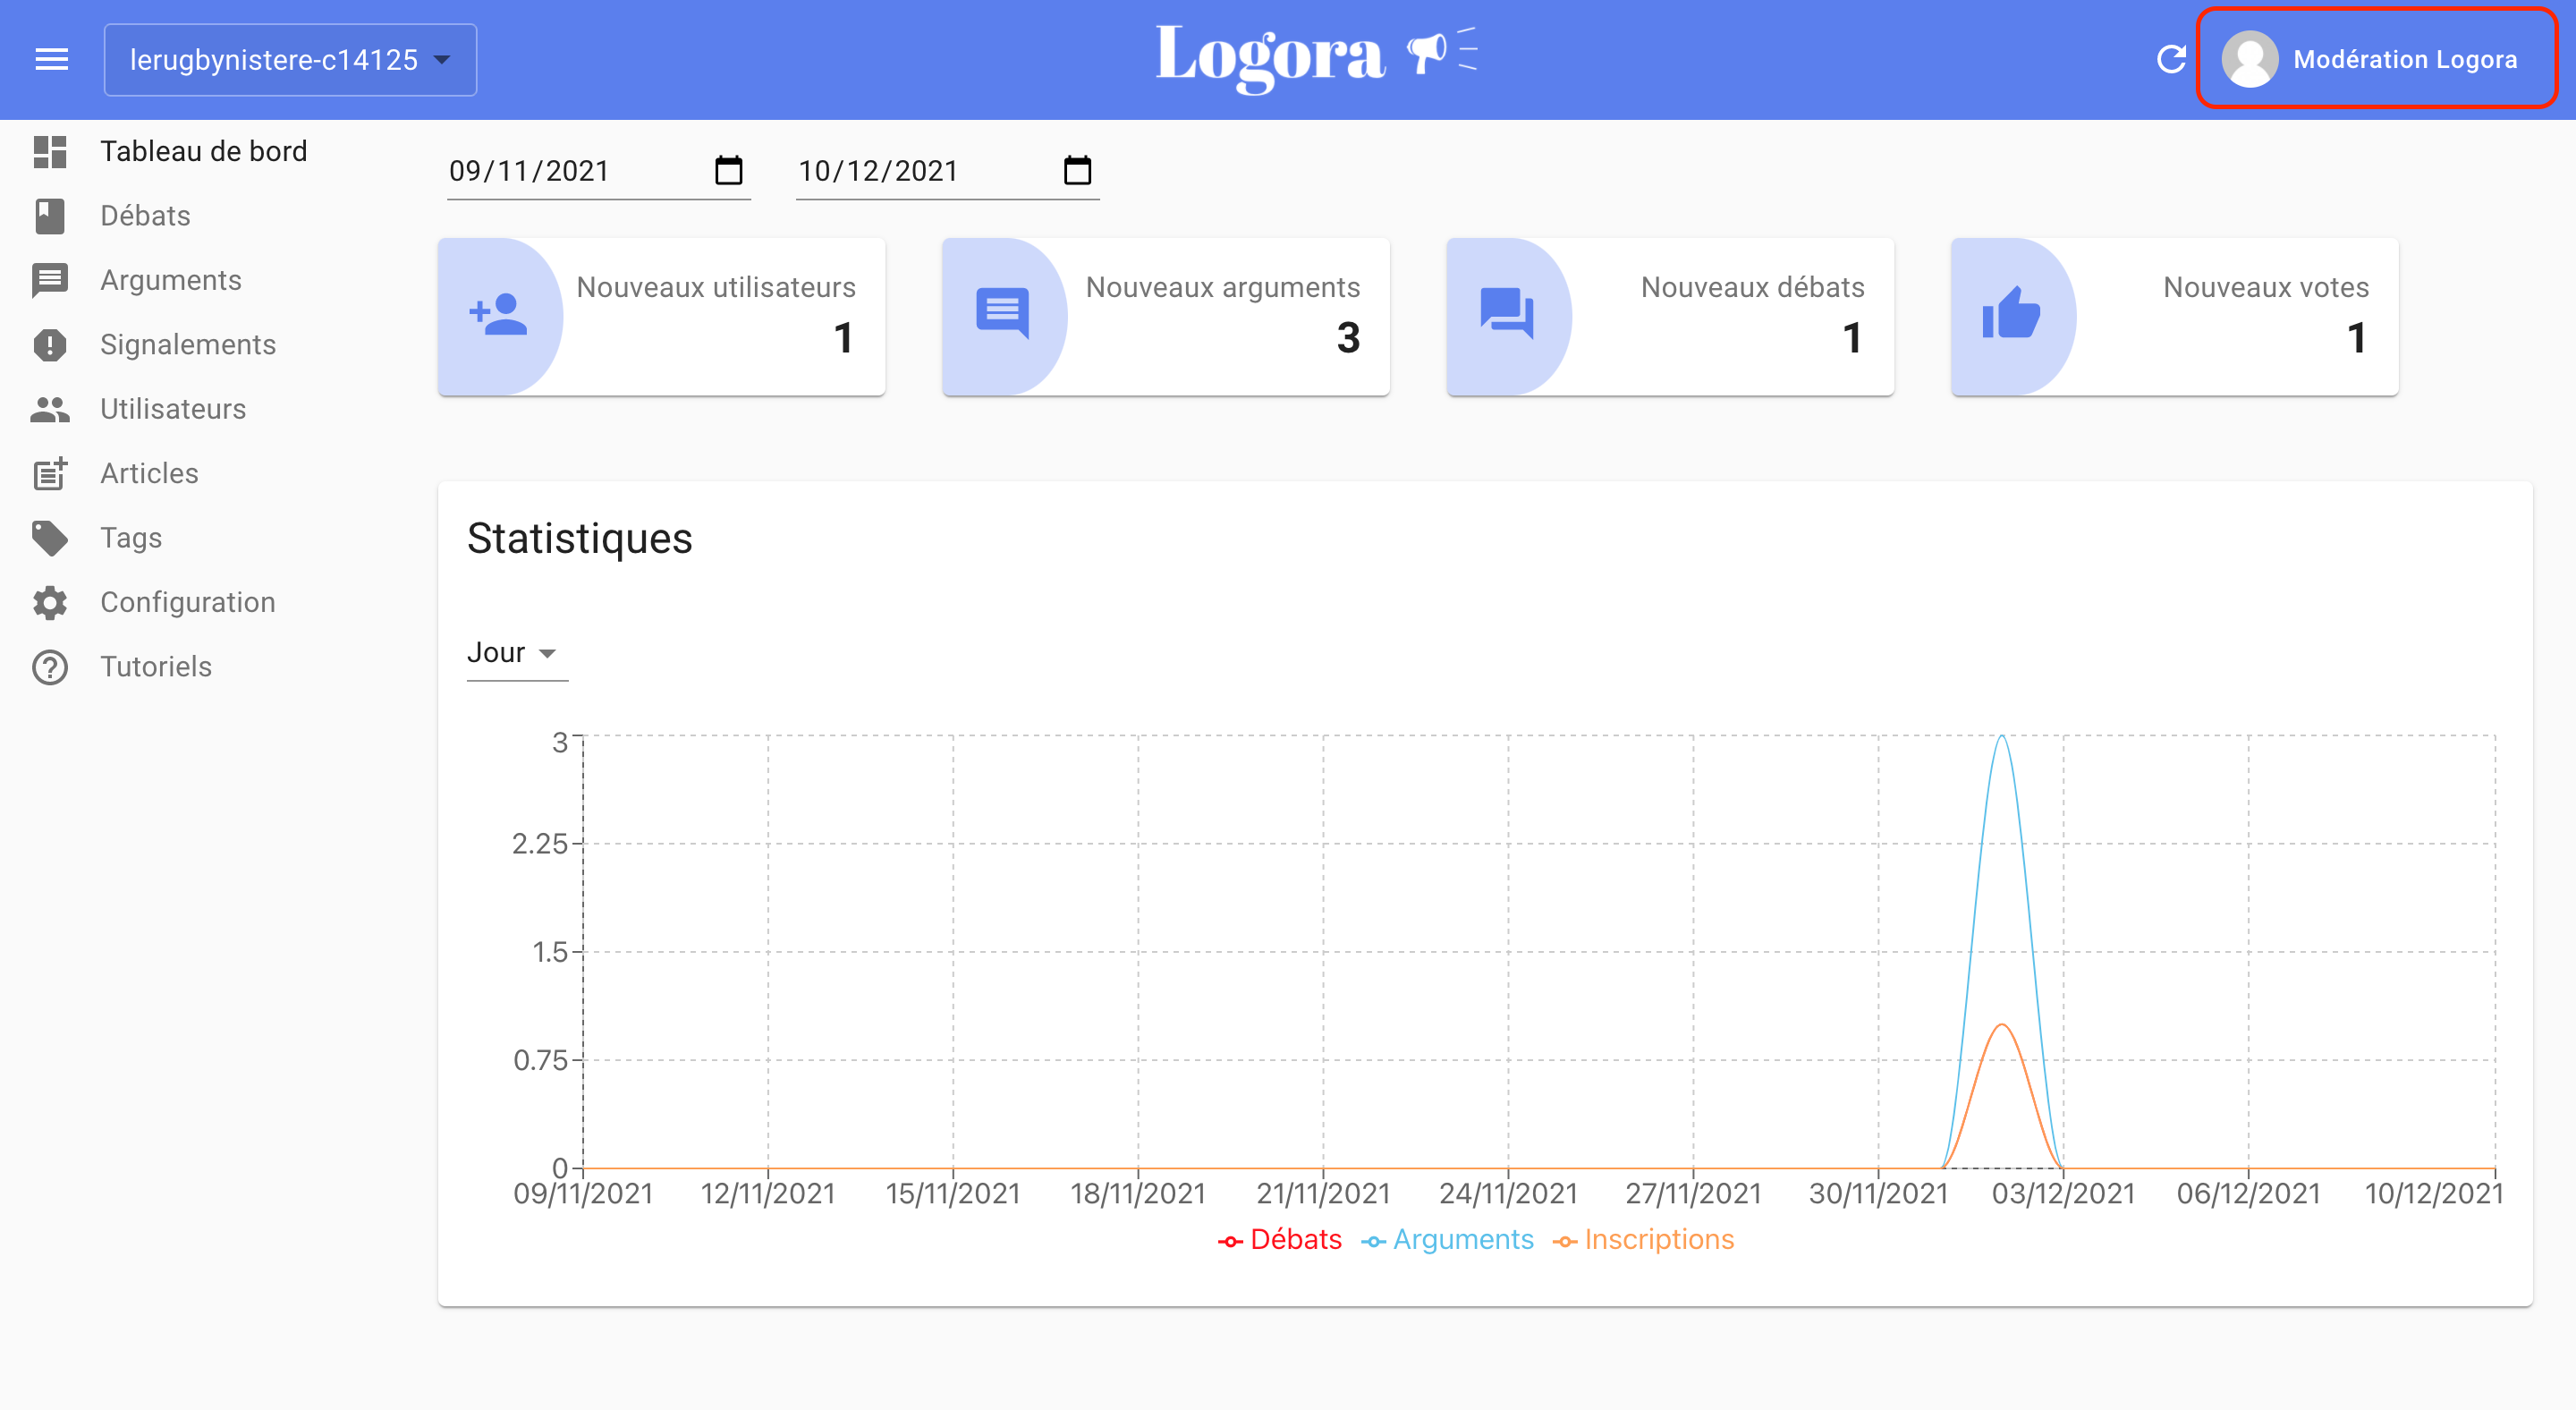 lerugbynistere-c14125
Logora
Modération Logora
Tableau de bord
Débats
Arguments
Signalements
Utilisateurs
Articles
Tags
Configuration
Tutoriels
09/11/2021
10/12/2021
Nouveaux utilisateurs
1
Nouveaux arguments
3
Nouveaux débats
1
Nouveaux votes
1
Statistiques
Jour
3
2.25
1.5
0.75
0
09/11/2021 12/11/2021 15/11/2021 18/11/2021 21/11/2021 24/11/2021 27/11/2021 30/11/2021 03/12/2021 06/12/2021 10/12/2021
Débats Arguments Inscriptions